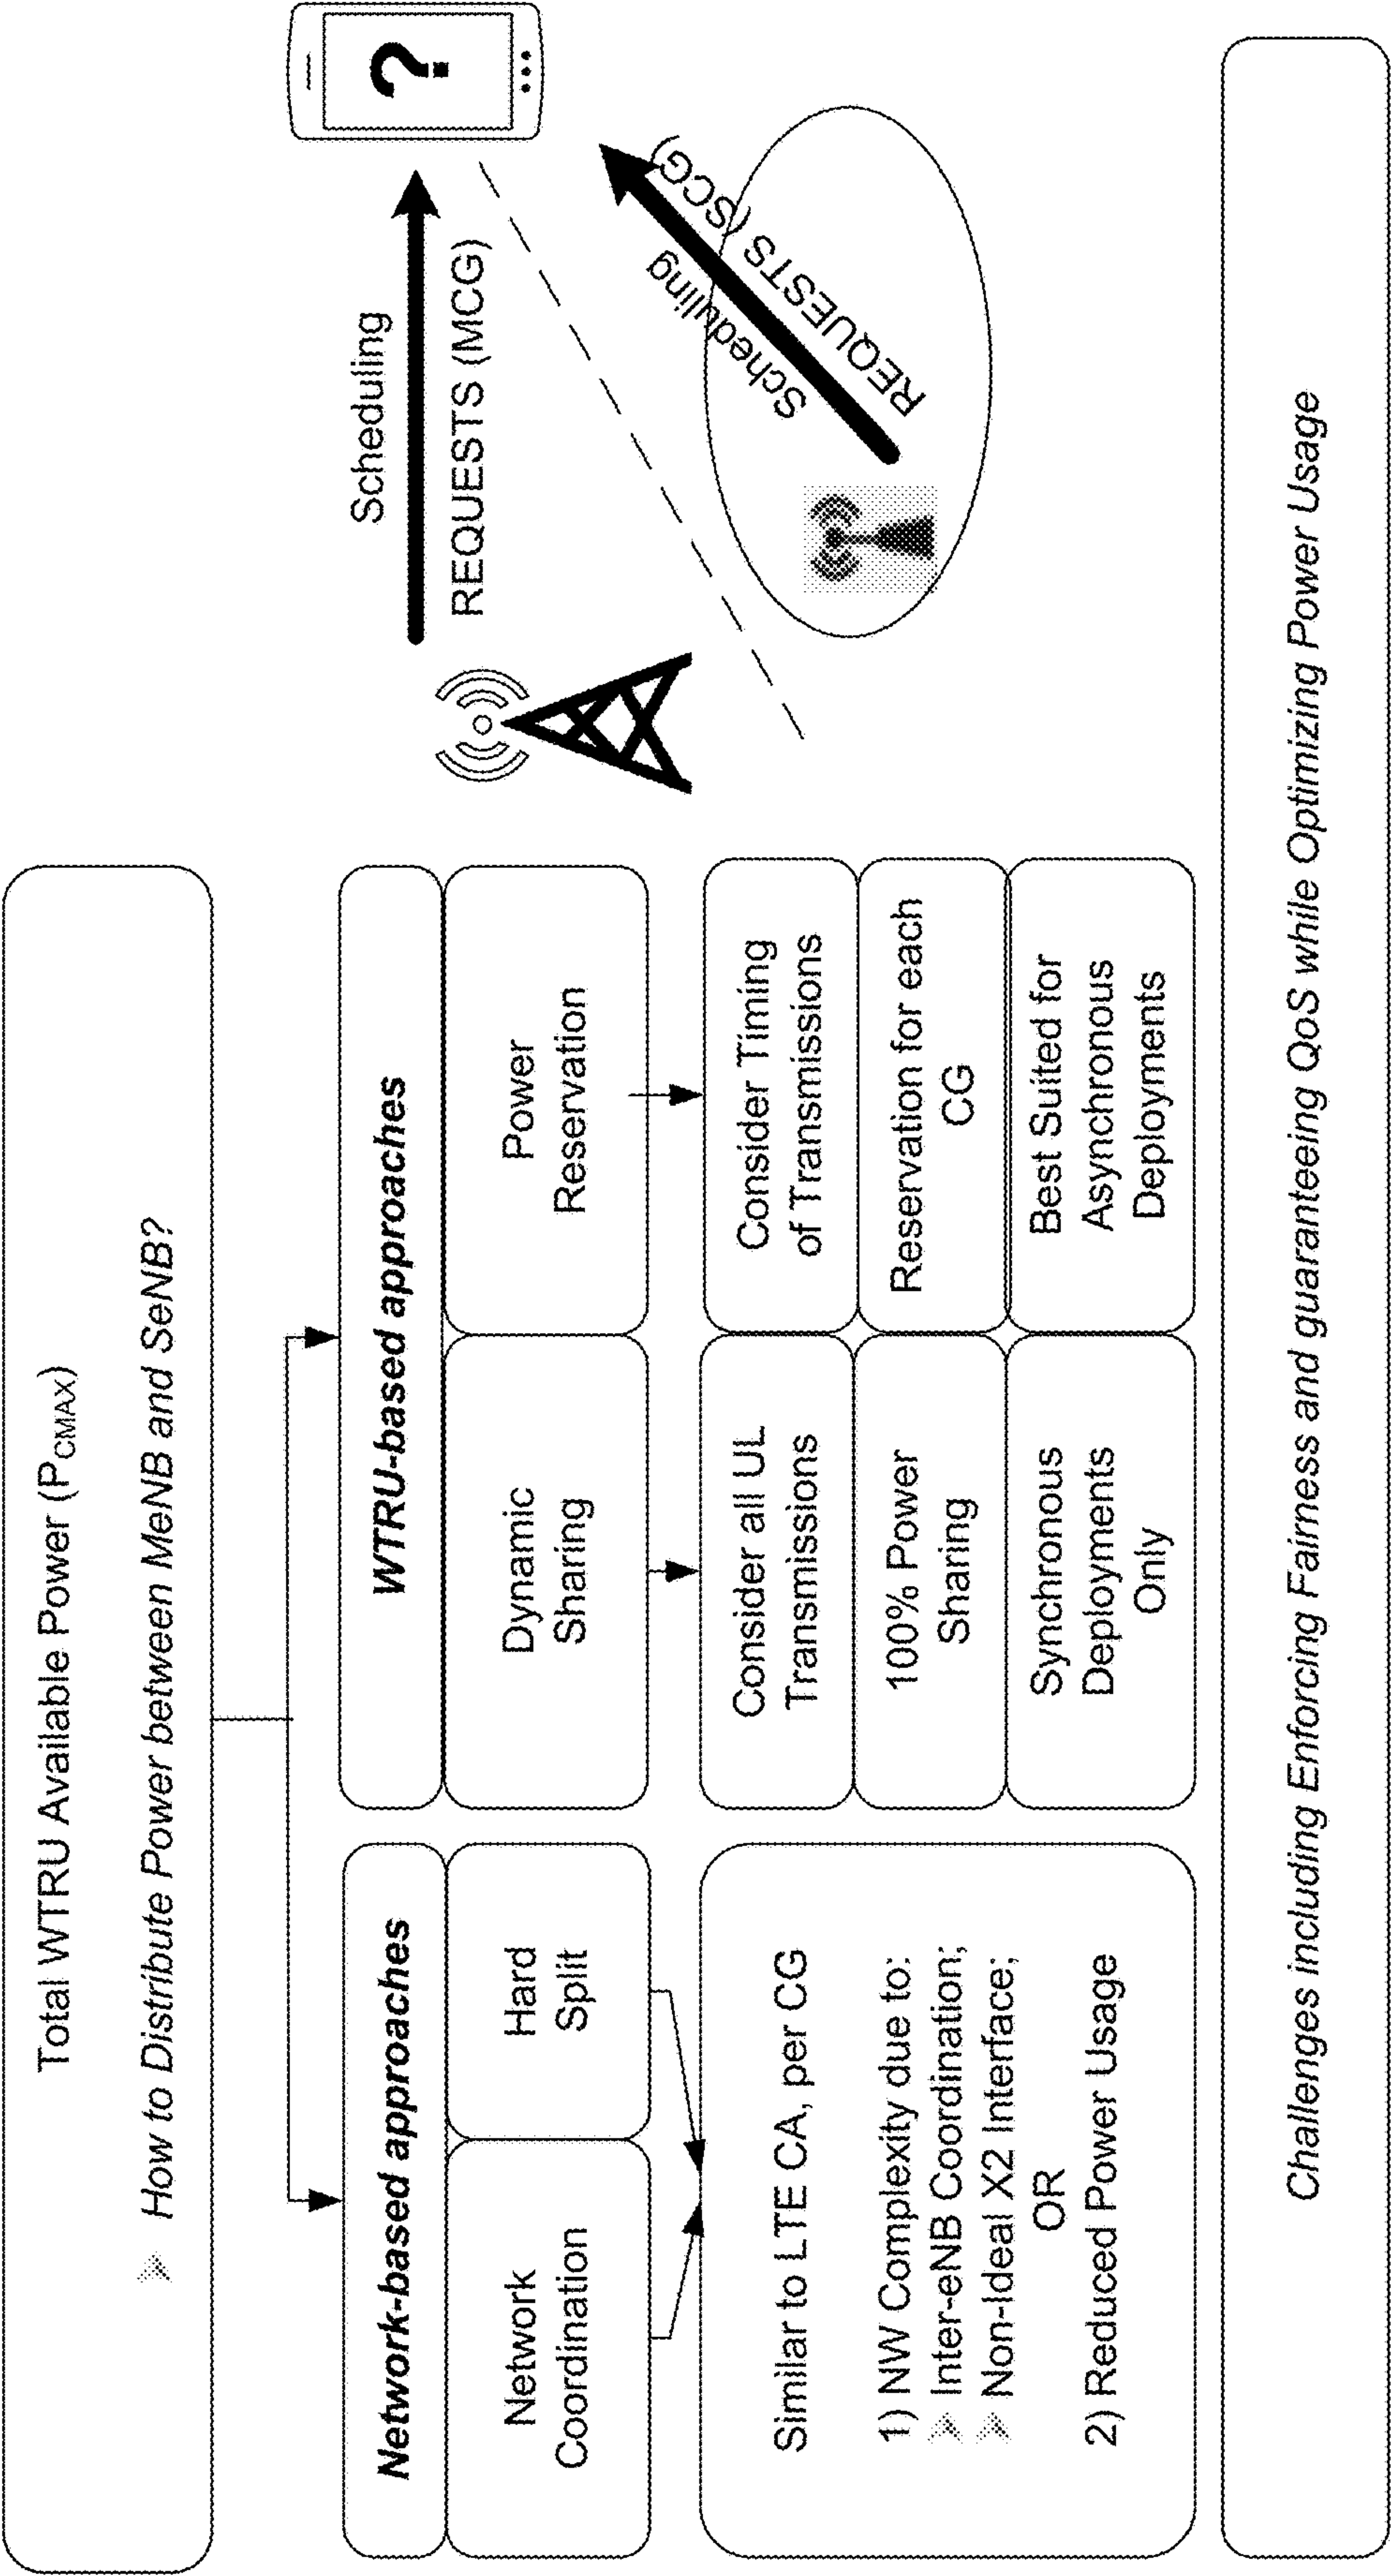 Total WTRU Available Power (PCMAX)
How to Distribute Power between MeNB and SeNB?
Network-based approaches
Network
Coordination
Hard
Split
Similar to LTE CA, per CG
1) NW Complexity due to:
Inter-eNB Coordination;
Non-Ideal X2 Interface;
OR
2) Reduced Power Usage
WTRU-based approaches
Dynamic
Sharing
Power
Reservation
Consider all UL
Transmissions
100% Power
Sharing
Synchronous
Deployments
Only
Consider Timing
of Transmissions
Reservation for each
CG
Best Suited for
Asynchronous
Deployments
Scheduling
REQUESTS (MCG)
?
Scheduling
REQUESTS (SCG)
Challenges including Enforcing Fairness and guaranteeing QoS while Optimizing Power Usage